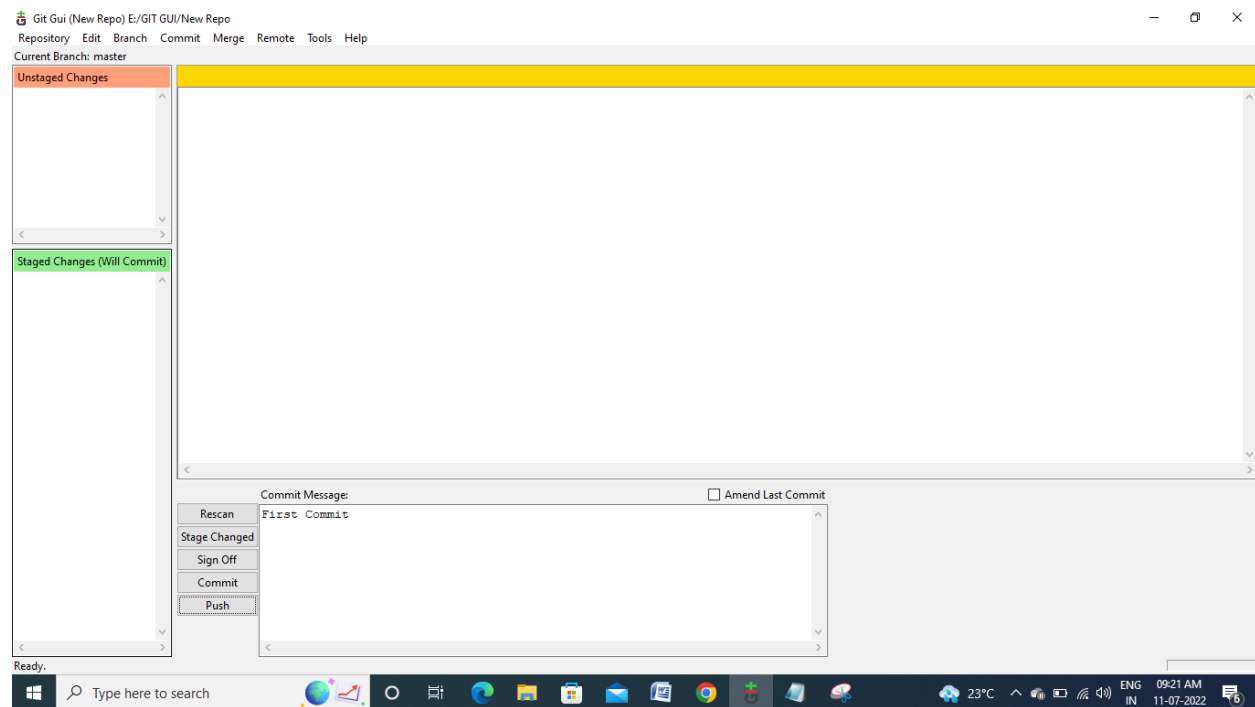 Git Gui (New Repo) E:/GIT GUI/New Repo
Repository Edit Branch Commit Merge Remote Tools Help
Current Branch: master
Unstaged Changes
Staged Changes (Will Commit)
Commit Message:
Amend Last Commit
Rescan
Stage Changed
Sign Off
Commit
Push
First Commit
Ready.
Type here to search
23°C
ENG
IN
09:21 AM
11-07-2022
6